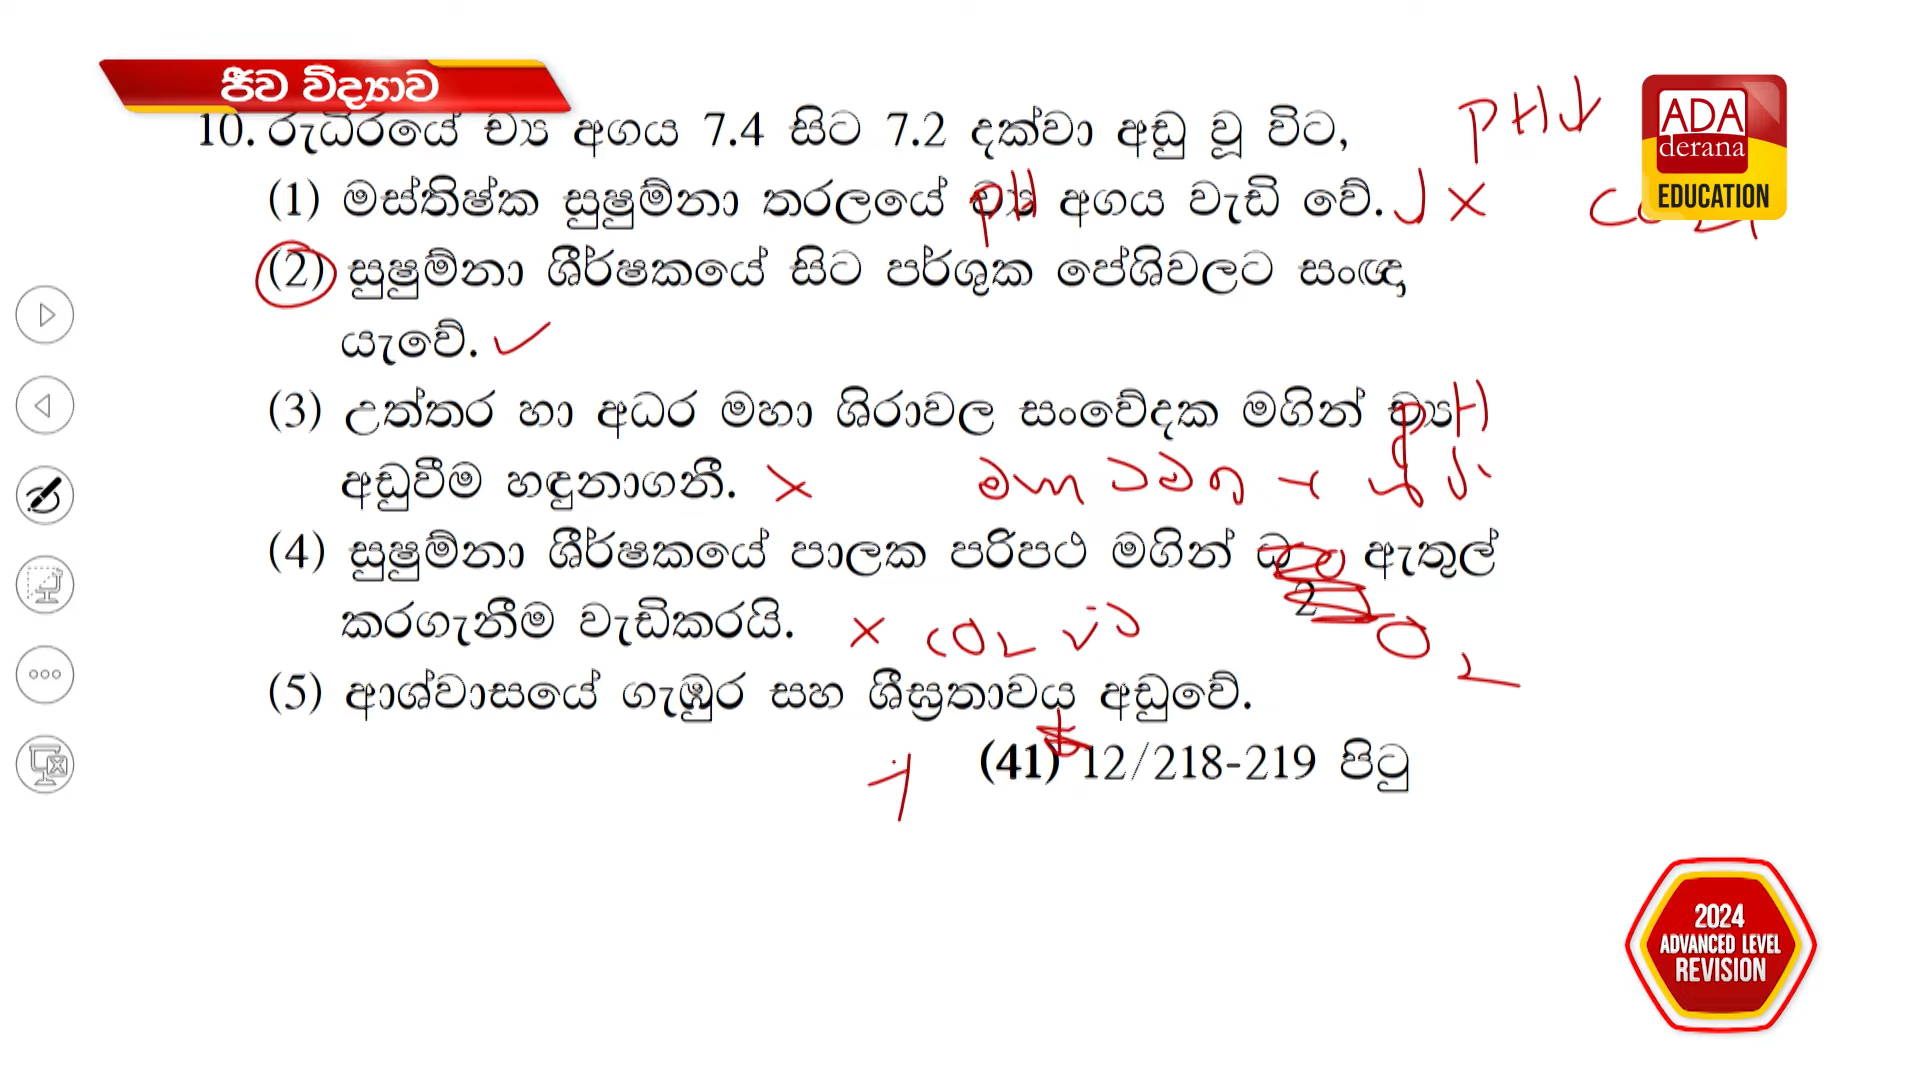 ජීව විද්‍යාව
10. රුධිරයේ ච්‍ය අගය 7.4 සිට 7.2 දක්වා අඩු වූ විට,
pH↓
ADA
derana
EDUCATION
(1) මස්තිෂ්ක සුෂුම්නා තරලයේ pH අගය වැඩි වේ. ↓ ×
(2) සුෂුම්නා ශීර්ෂකයේ සිට පර්ශුක පේශිවලට සංඥා
යැවේ. ✓
(3) උත්තර හා අධර මහා ශිරාවල සංවේදක මගින් pH
අඩුවීම හඳුනාගනී. ×
(4) සුෂුම්නා ශීර්ෂකයේ පාලක පරිපථ මගින් ඇතුල්
කරගැනීම වැඩිකරයි. × CO2 O2
(5) ආශ්වාසයේ ගැඹුර සහ ශීඝ්‍රතාවය අඩුවේ.
(41) 12/218-219 පිටු
2024
ADVANCED LEVEL
REVISION